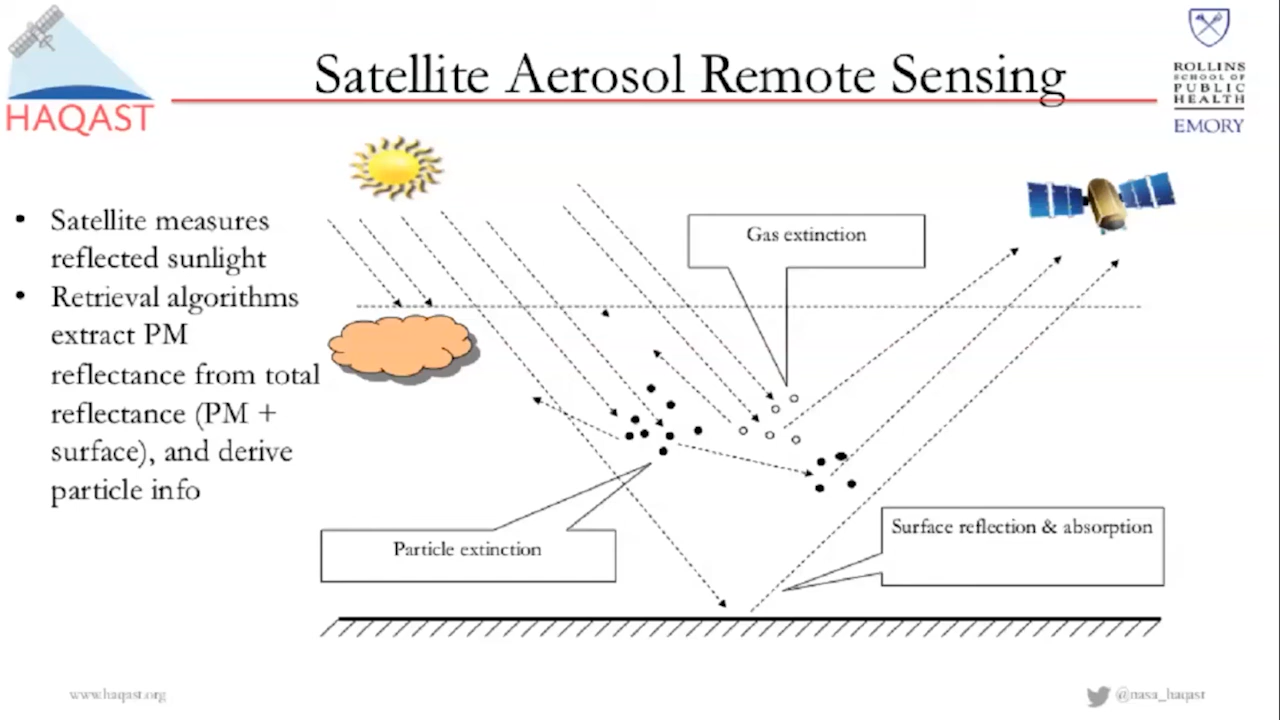 HAQAST
Satellite Aerosol Remote Sensing
ROLLINS
SCHOOL OF
PUBLIC
HEALTH
EMORY
• Satellite measures
reflected sunlight
• Retrieval algorithms
extract PM
reflectance from total
reflectance (PM +
surface), and derive
particle info
Gas extinction
Particle extinction
Surface reflection & absorption
www.haqast.org
@nasa_haqast